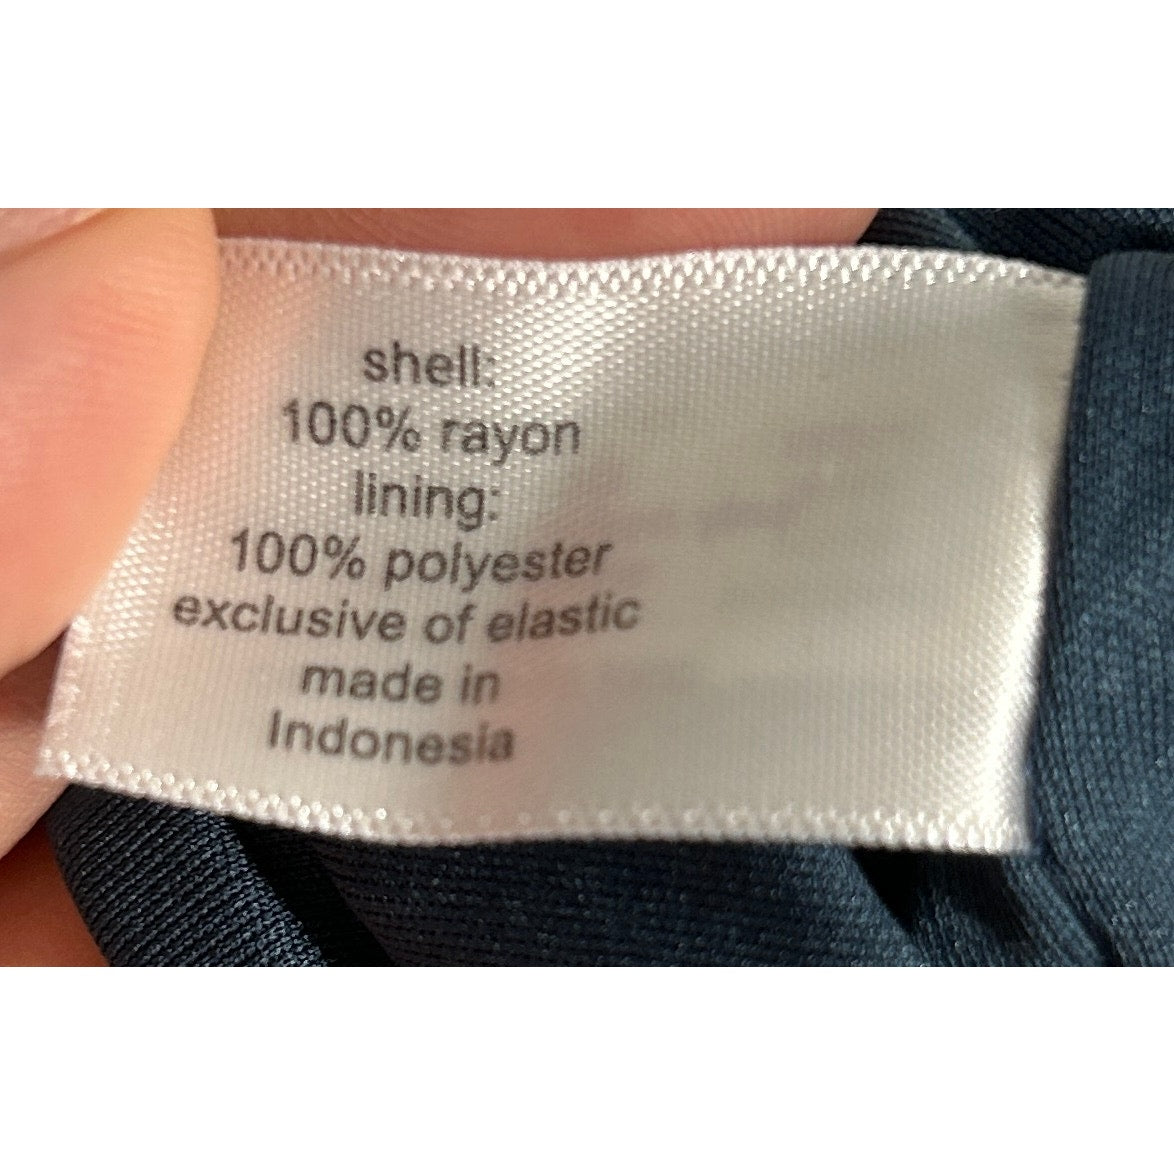 shell:
100% rayon
lining:
100% polyester
exclusive of elastic
made in
Indonesia